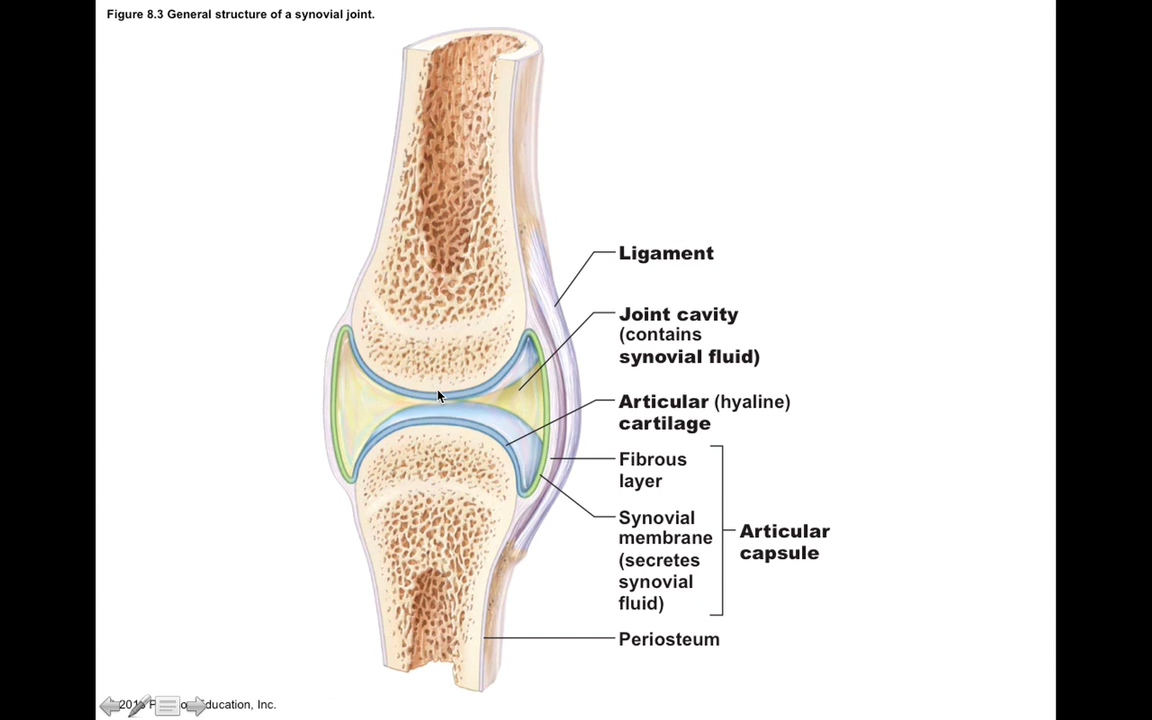 Figure 8.3 General structure of a synovial joint.
Ligament
Joint cavity
(contains
synovial fluid)
Articular (hyaline)
cartilage
Fibrous
layer
Synovial
membrane
(secretes
synovial
fluid)
Articular
capsule
Periosteum
ducation, Inc.